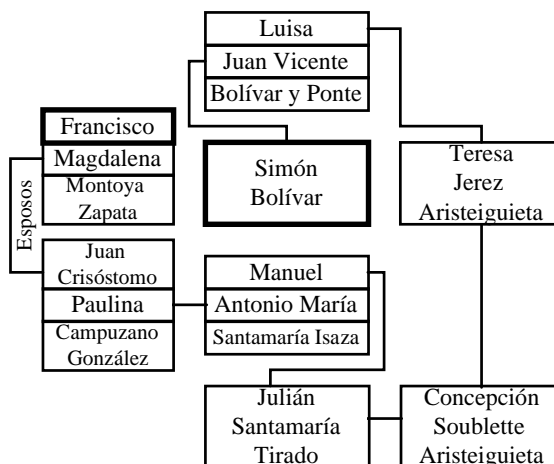 Luisa
Juan Vicente
Bolívar y Ponte
Francisco
Magdalena
Montoya
Zapata
Simón
Bolívar
Teresa
Jerez
Aristeiguieta
Esposos
Juan
Crisóstomo
Paulina
Campuzano
González
Manuel
Antonio María
Santamaría Isaza
Julián
Santamaría
Tirado
Concepción
Soublette
Aristeiguieta